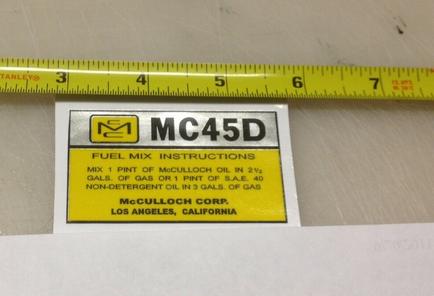 STANLEY® 3 4 5 6 7
EMC
MC45D
FUEL MIX INSTRUCTIONS
MIX 1 PINT OF McCULLOCH OIL IN 2½
GALS. OF GAS OR 1 PINT OF S.A.E. 40
NON-DETERGENT OIL IN 3 GALS. OF GAS
McCULLOCH CORP.
LOS ANGELES, CALIFORNIA